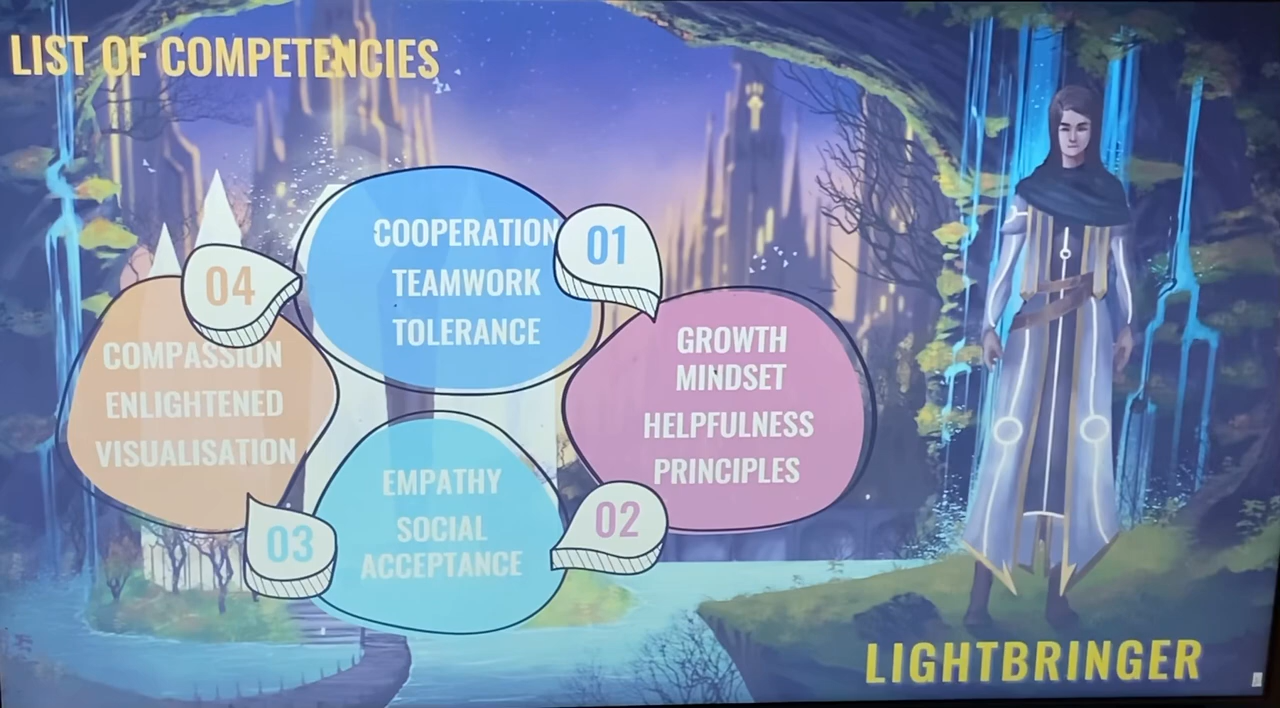 LIST OF COMPETENCIES
01
COOPERATION
TEAMWORK
TOLERANCE
02
GROWTH
MINDSET
HELPFULNESS
PRINCIPLES
03
EMPATHY
SOCIAL
ACCEPTANCE
04
COMPASSION
ENLIGHTENED
VISUALISATION
LIGHTBRINGER